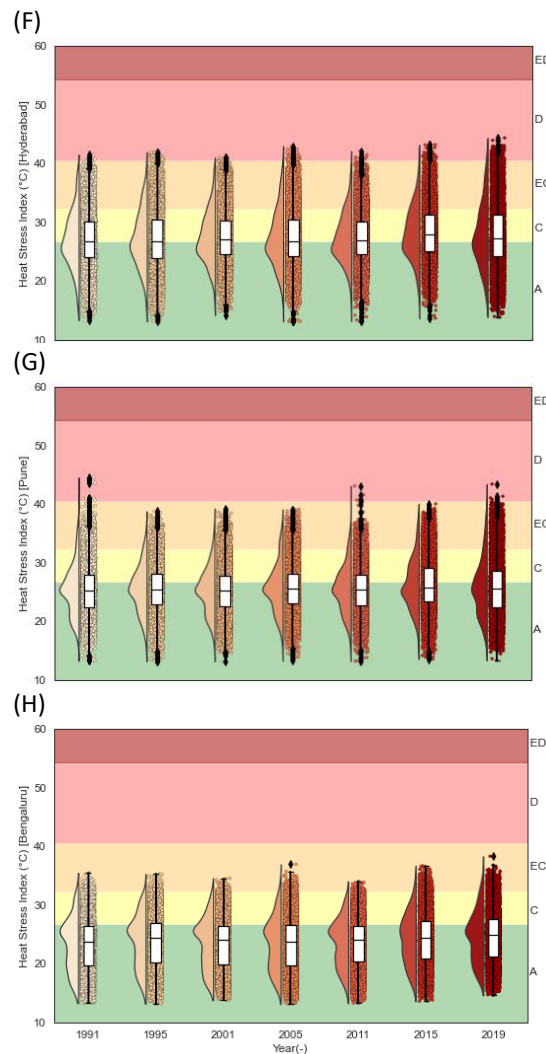 (F)
60
50
40
30
20
10
Heat Stress Index (°C) [Hyderabad]
ED
D
EC
C
A
(G)
60
50
40
30
20
10
Heat Stress Index (°C) [Pune]
ED
D
EC
C
A
(H)
60
50
40
30
20
10
Heat Stress Index (°C) [Bengaluru]
ED
D
EC
C
A
1991 1995 2001 2005 2011 2015 2019
Year(-)